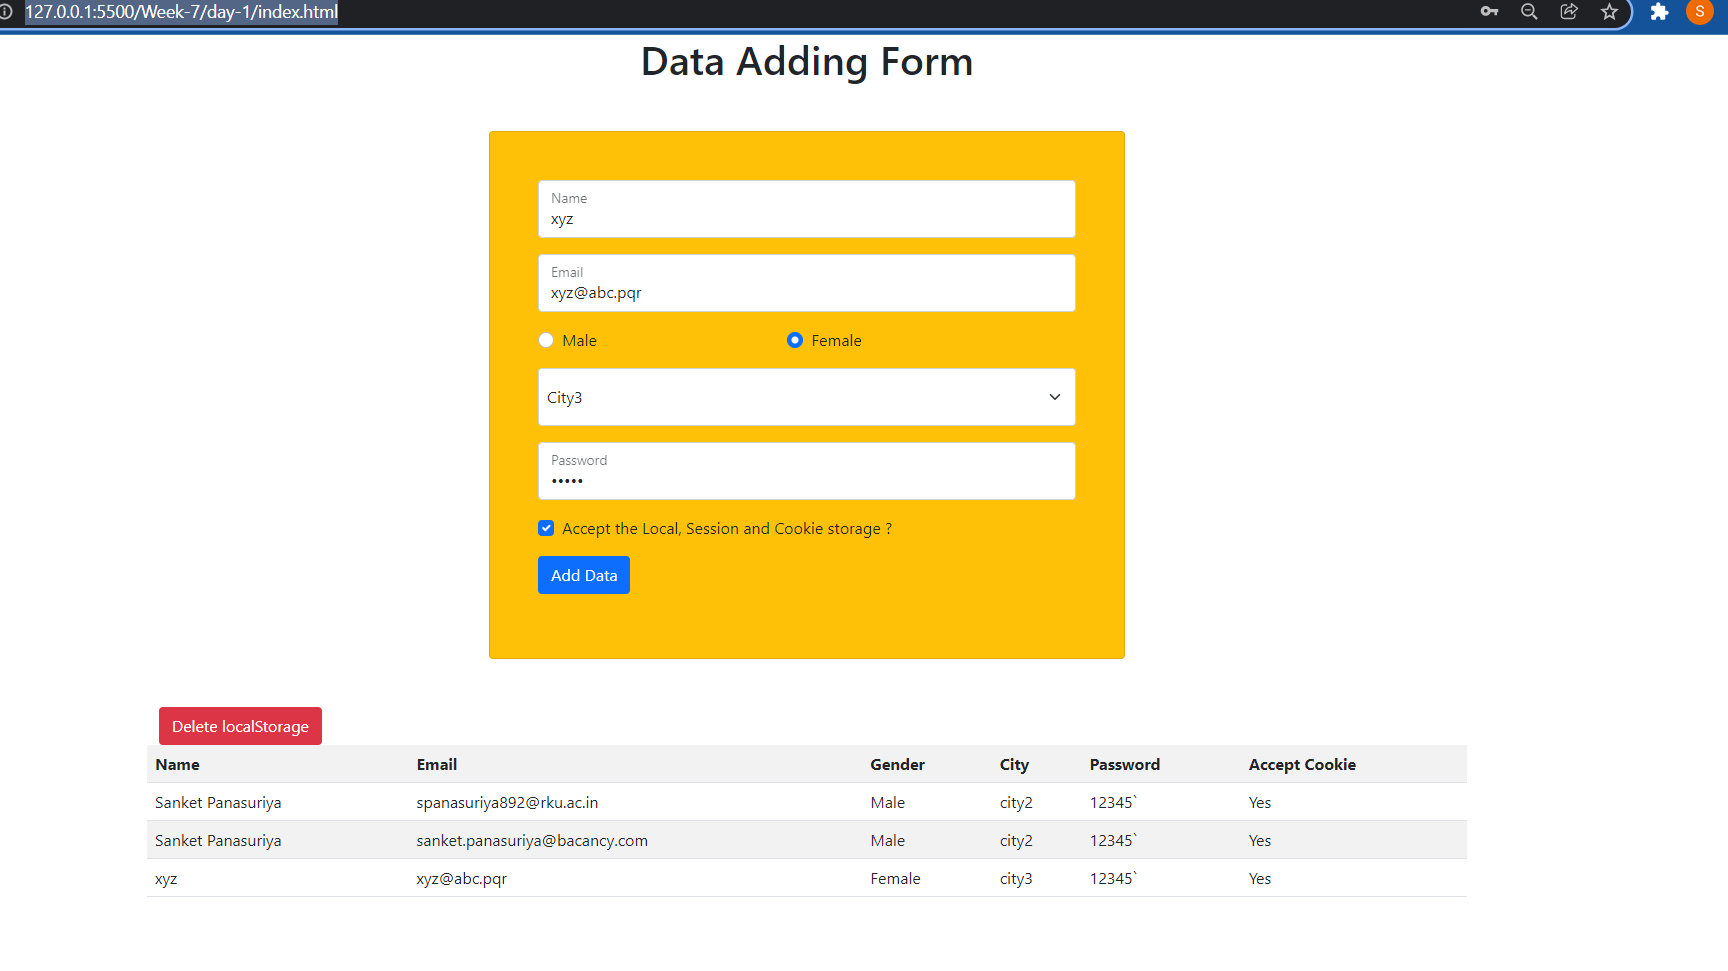 127.0.0.1:5500/Week-7/day-1/index.html
S
Data Adding Form
Name
xyz
Email
xyz@abc.pqr
Male Female
City3
Password
•••••
Accept the Local, Session and Cookie storage ?
Add Data
Delete localStorage
Name Email Gender City Password Accept Cookie
Sanket Panasuriya spanasuriya892@rku.ac.in Male city2 12345` Yes
Sanket Panasuriya sanket.panasuriya@bacancy.com Male city2 12345` Yes
xyz xyz@abc.pqr Female city3 12345` Yes